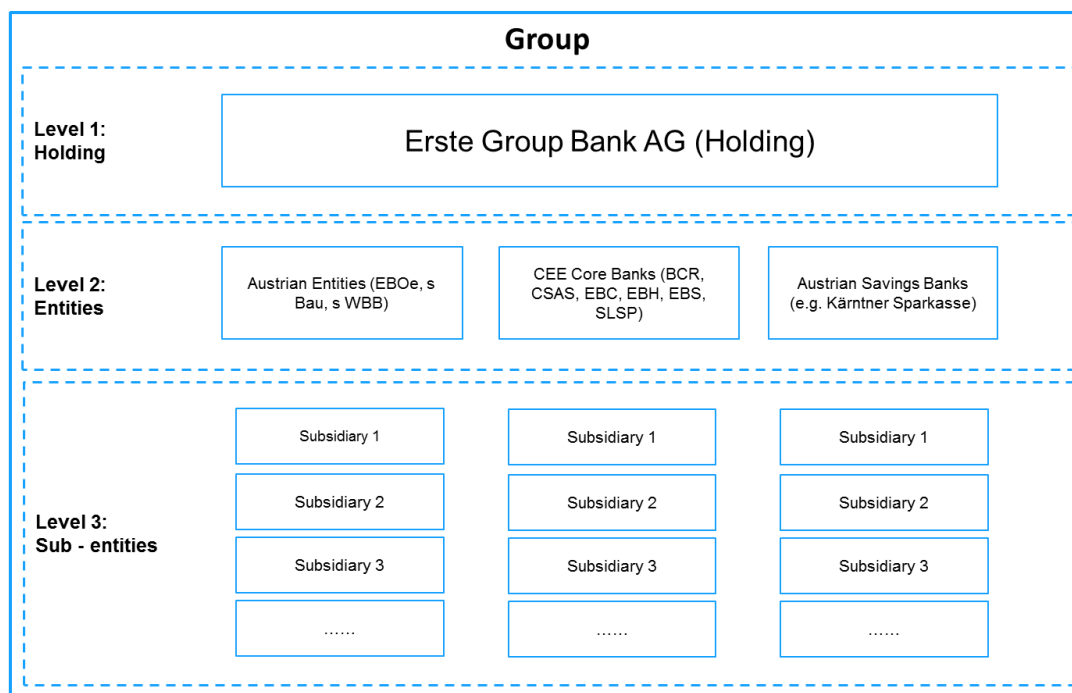 Group
Level 1:
Holding
Erste Group Bank AG (Holding)
Level 2:
Entities
Austrian Entities (EBOe, s
Bau, s WBB)
CEE Core Banks (BCR,
CSAS, EBC, EBH, EBS,
SLSP)
Austrian Savings Banks
(e.g. Kärntner Sparkasse)
Level 3:
Sub - entities
Subsidiary 1
Subsidiary 2
Subsidiary 3
……
Subsidiary 1
Subsidiary 2
Subsidiary 3
……
Subsidiary 1
Subsidiary 2
Subsidiary 3
……